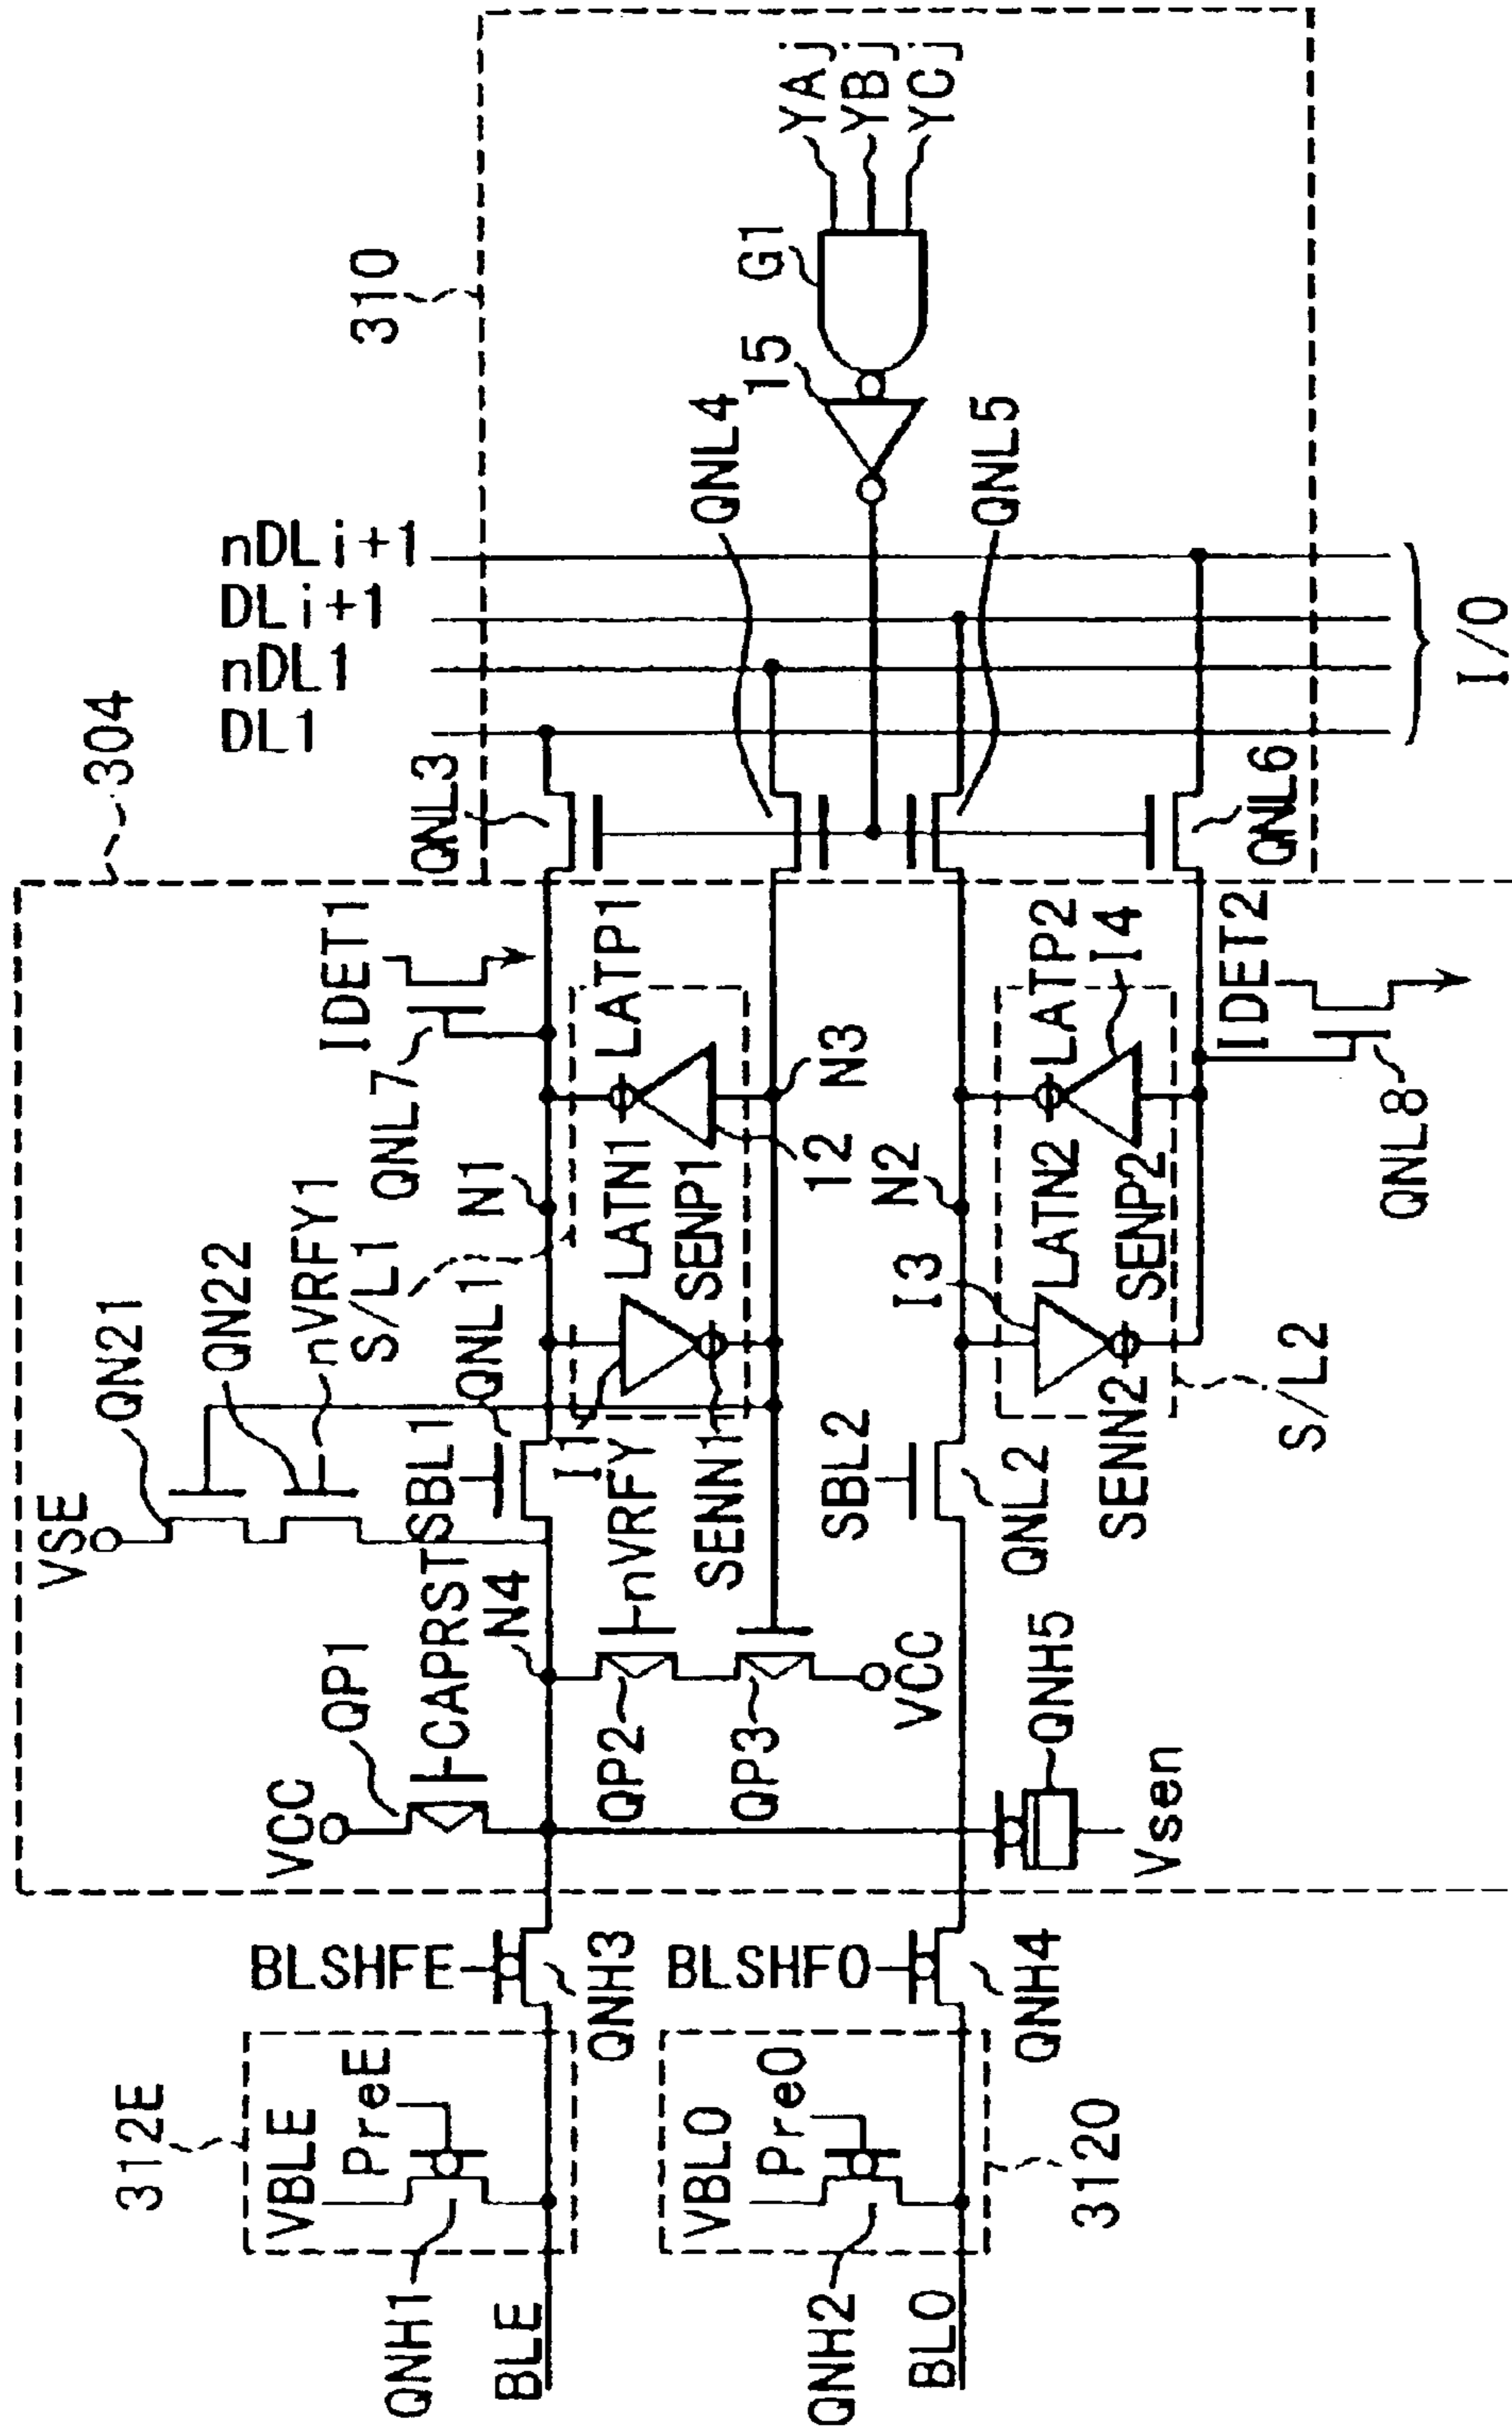 304
310
nDLi+1
DLi+1
nDL1
DL1
I/O
YAj
YBj
YCj
G1
15
QNL4
QNL5
QNL3
QNL6
VSE
QN21
QN22
nVRFY1
S/L1
QNL7
IDET1
SBL1
QNL1
N1
LATP1
LATN1
I1
SENP1
12
N3
nVRFY
SENN1
VCC
QP1
CAPRST
N4
QP2
QP3
VCC
SBL2
QNL2
I3
N2
LATP2
I4
LATN2
SENP2
SENN2
S/L2
IDET2
QNL8
QNH5
Vsen
BLSHFE
QNH3
BLSHFO
QNH4
312E
VBLE
PreE
QNH1
BLE
VBLO
PreO
QNH2
BLO
312O